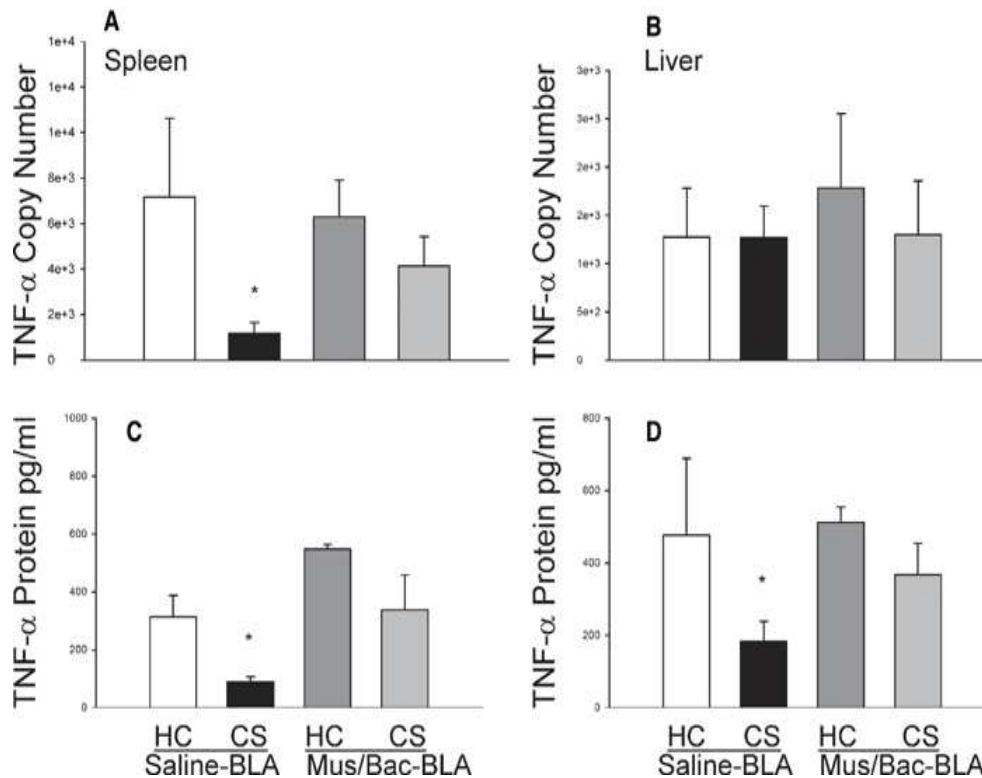 A
Spleen
TNF-α Copy Number
1e+4
1e+4
1e+4
8e+3
6e+3
4e+3
2e+3
0
*
B
Liver
TNF-α Copy Number
3e+3
3e+3
2e+3
2e+3
1e+3
5e+2
0
C
TNF-α Protein pg/ml
1000
800
600
400
200
0
*
HC CS HC CS
Saline-BLA Mus/Bac-BLA
D
TNF-α Protein pg/ml
800
600
400
200
0
*
HC CS HC CS
Saline-BLA Mus/Bac-BLA